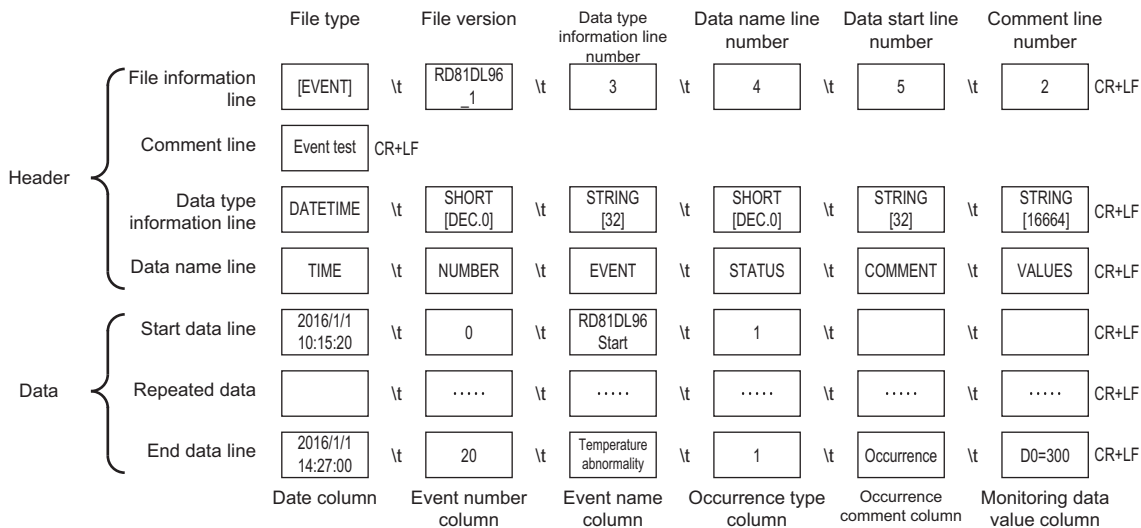 File type File version Data type information line number Data name line number Data start line number Comment line number
Header
File information line [EVENT] \t RD81DL96_1 \t 3 \t 4 \t 5 \t 2 CR+LF
Comment line Event test CR+LF
Data type information line DATETIME \t SHORT [DEC.0] \t STRING [32] \t SHORT [DEC.0] \t STRING [32] \t STRING [16664] CR+LF
Data name line TIME \t NUMBER \t EVENT \t STATUS \t COMMENT \t VALUES CR+LF
Data
Start data line 2016/1/1 10:15:20 \t 0 \t RD81DL96 Start \t 1 \t \t CR+LF
Repeated data \t ····· \t ····· \t ····· \t ····· \t ····· CR+LF
End data line 2016/1/1 14:27:00 \t 20 \t Temperature abnormality \t 1 \t Occurrence \t D0=300 CR+LF
Date column Event number column Event name column Occurrence type column Occurrence comment column Monitoring data value column